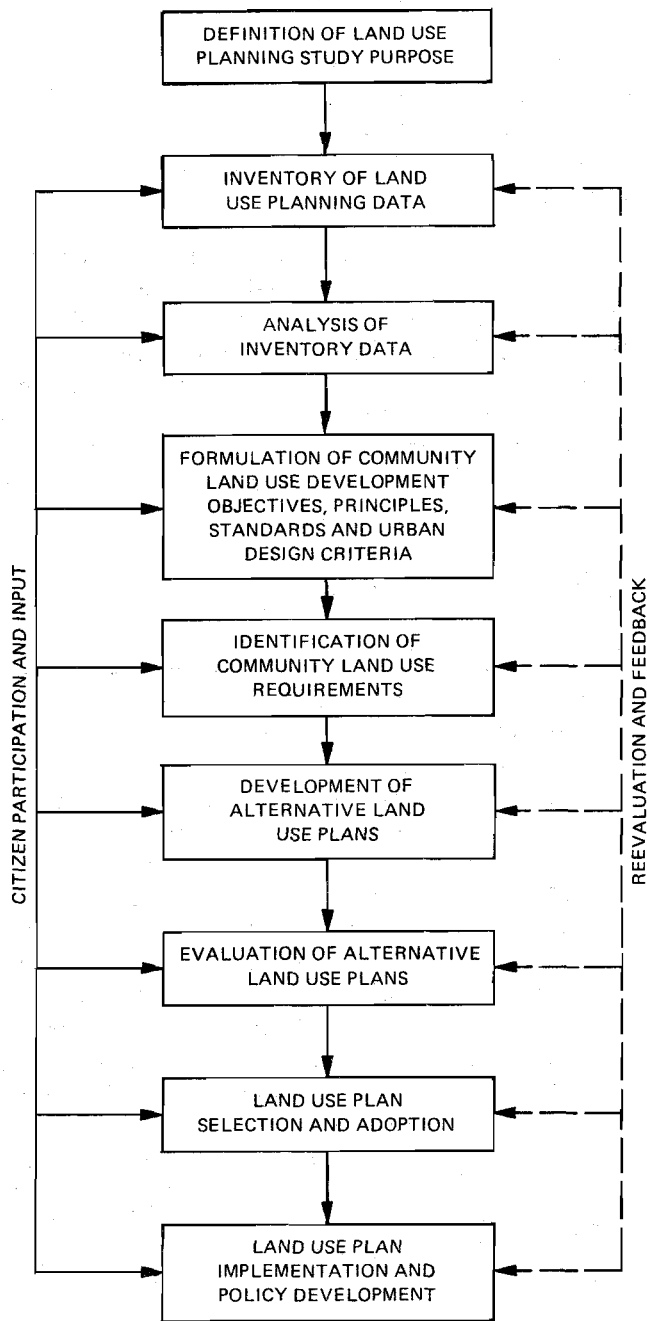 DEFINITION OF LAND USE
PLANNING STUDY PURPOSE
INVENTORY OF LAND
USE PLANNING DATA
ANALYSIS OF
INVENTORY DATA
FORMULATION OF COMMUNITY
LAND USE DEVELOPMENT
OBJECTIVES, PRINCIPLES,
STANDARDS AND URBAN
DESIGN CRITERIA
IDENTIFICATION OF
COMMUNITY LAND USE
REQUIREMENTS
DEVELOPMENT OF
ALTERNATIVE LAND
USE PLANS
EVALUATION OF ALTERNATIVE
LAND USE PLANS
LAND USE PLAN
SELECTION AND ADOPTION
LAND USE PLAN
IMPLEMENTATION AND
POLICY DEVELOPMENT
CITIZEN PARTICIPATION AND INPUT
REEVALUATION AND FEEDBACK